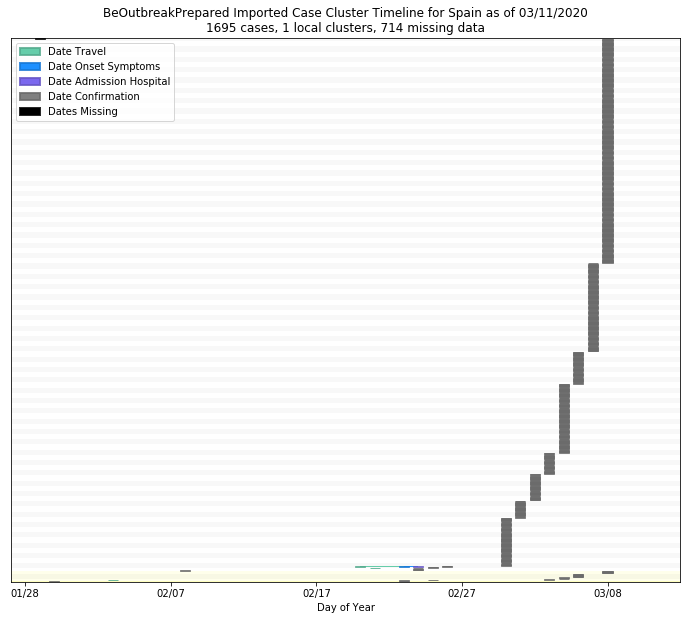 BeOutbreakPrepared Imported Case Cluster Timeline for Spain as of 03/11/2020
1695 cases, 1 local clusters, 714 missing data
Date Travel
Date Onset Symptoms
Date Admission Hospital
Date Confirmation
Dates Missing
01/28 02/07 02/17 02/27 03/08
Day of Year